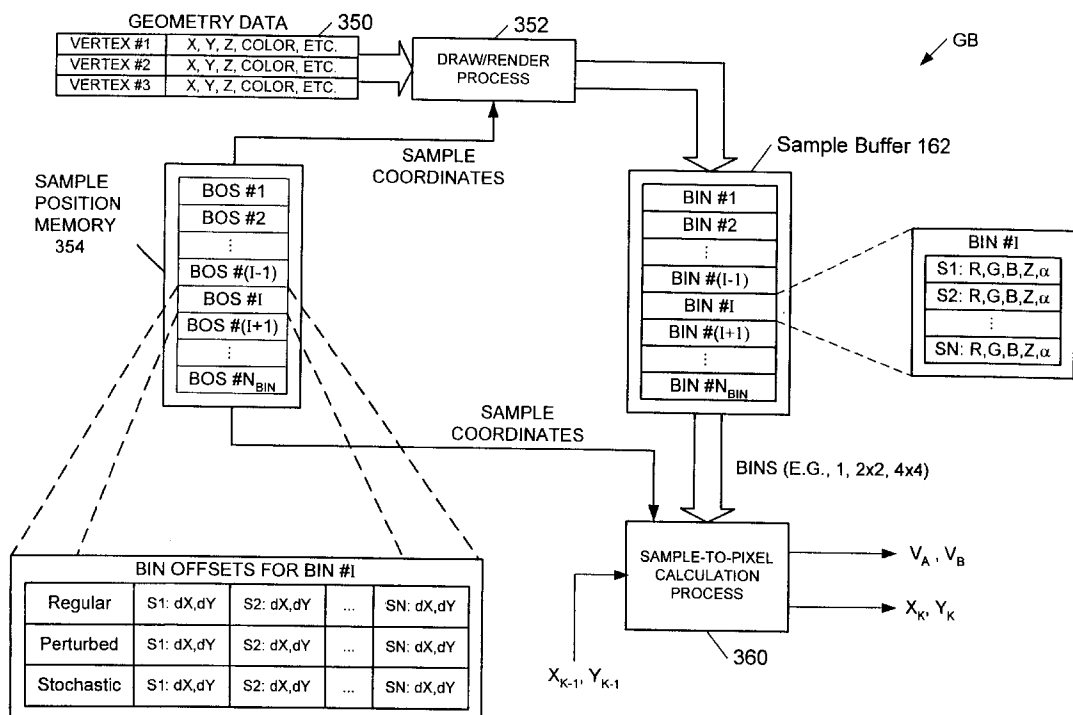 GEOMETRY DATA
350
VERTEX #1 X, Y, Z, COLOR, ETC.
VERTEX #2 X, Y, Z, COLOR, ETC.
VERTEX #3 X, Y, Z, COLOR, ETC.
352
DRAW/RENDER
PROCESS
GB
SAMPLE
COORDINATES
SAMPLE
POSITION
MEMORY
354
BOS #1
BOS #2
⋮
BOS #(I-1)
BOS #I
BOS #(I+1)
⋮
BOS #N_BIN
Sample Buffer 162
BIN #1
BIN #2
⋮
BIN #(I-1)
BIN #I
BIN #(I+1)
⋮
BIN #N_BIN
BIN #I
S1: R,G,B,Z,α
S2: R,G,B,Z,α
⋮
SN: R,G,B,Z,α
SAMPLE
COORDINATES
BINS (E.G., 1, 2x2, 4x4)
BIN OFFSETS FOR BIN #I
Regular S1: dX,dY S2: dX,dY ... SN: dX,dY
Perturbed S1: dX,dY S2: dX,dY ... SN: dX,dY
Stochastic S1: dX,dY S2: dX,dY ... SN: dX,dY
SAMPLE-TO-PIXEL
CALCULATION
PROCESS
360
V_A , V_B
X_K, Y_K
X_K-1, Y_K-1